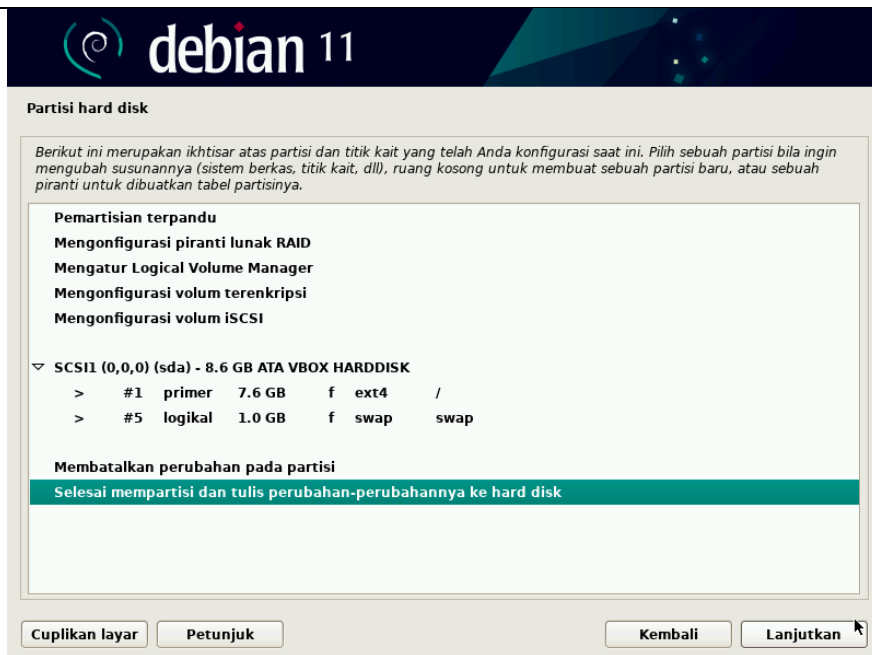 debian 11
Partisi hard disk
Berikut ini merupakan ikhtisar atas partisi dan titik kait yang telah Anda konfigurasi saat ini. Pilih sebuah partisi bila ingin
mengubah susunannya (sistem berkas, titik kait, dll), ruang kosong untuk membuat sebuah partisi baru, atau sebuah
piranti untuk dibuatkan tabel partisinya.
Pemartisian terpandu
Mengonfigurasi piranti lunak RAID
Mengatur Logical Volume Manager
Mengonfigurasi volum terenkripsi
Mengonfigurasi volum iSCSI
SCSI1 (0,0,0) (sda) - 8.6 GB ATA VBOX HARDDISK
> #1 primer 7.6 GB f ext4 /
> #5 logikal 1.0 GB f swap swap
Membatalkan perubahan pada partisi
Selesai mempartisi dan tulis perubahan-perubahannya ke hard disk
Cuplikan layar Petunjuk Kembali Lanjutkan